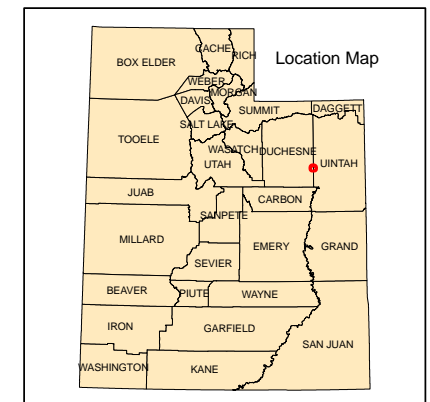 Location Map
CACHE
RICH
BOX ELDER
WEBER
MORGAN
DAVIS
SUMMIT
DAGGETT
SALT LAKE
TOOELE
WASATCH
DUCHESNE
UINTAH
UTAH
JUAB
CARBON
SANPETE
MILLARD
EMERY
GRAND
SEVIER
BEAVER
PIUTE
WAYNE
IRON
GARFIELD
SAN JUAN
WASHINGTON
KANE